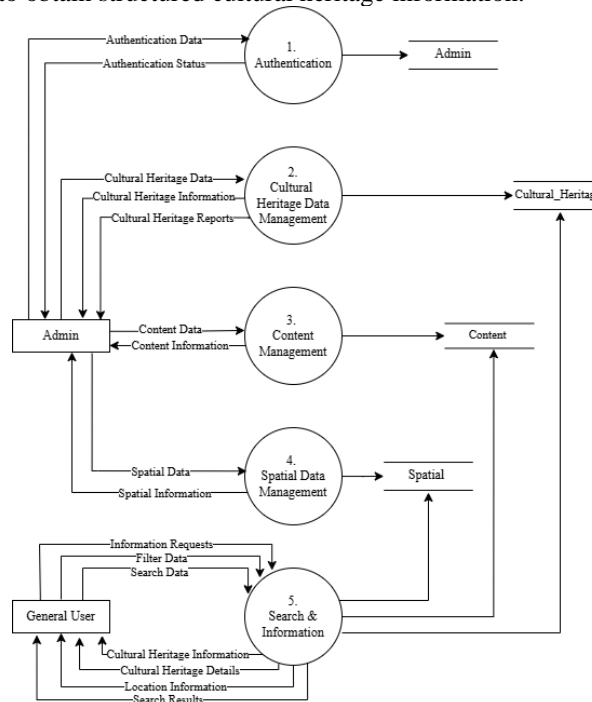 to obtain structured cultural heritage information.
Authentication Data
Authentication Status
1.
Authentication
Admin
Cultural Heritage Data
Cultural Heritage Information
Cultural Heritage Reports
2.
Cultural
Heritage Data
Management
Cultural_Heritag
Admin
Content Data
Content Information
3.
Content
Management
Content
Spatial Data
Spatial Information
4.
Spatial Data
Management
Spatial
Information Requests
Filter Data
Search Data
General User
5.
Search &
Information
Cultural Heritage Information
Cultural Heritage Details
Location Information
Search Results